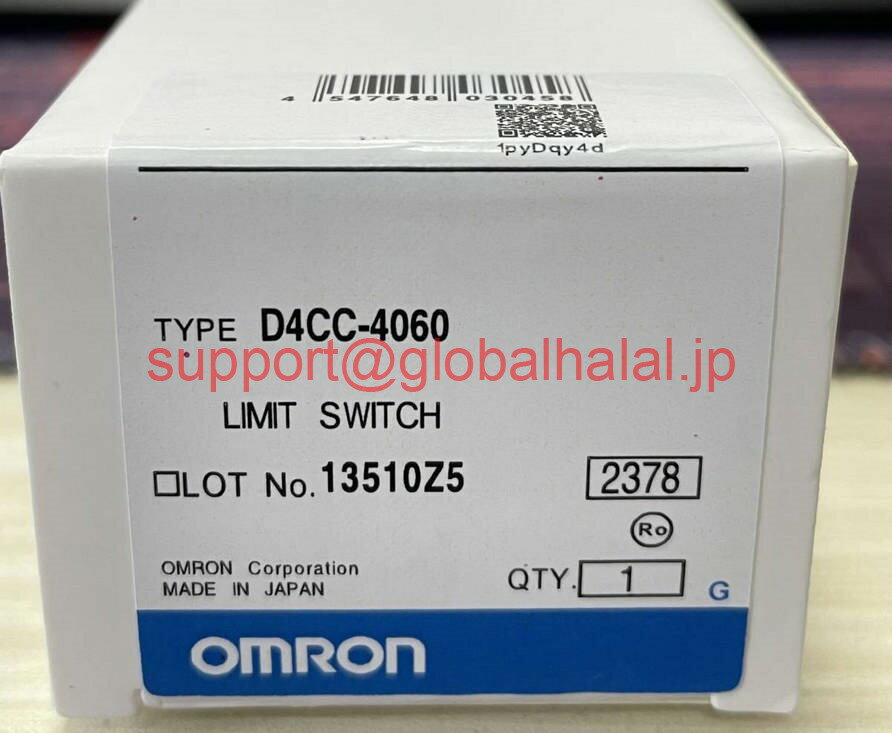 4 547648 030458
1pyDqy4d
TYPE D4CC-4060
support@globalhalal.jp
LIMIT SWITCH
□LOT No. 13510Z5
2378
Ro
OMRON Corporation
MADE IN JAPAN
QTY. 1
G
OMRON